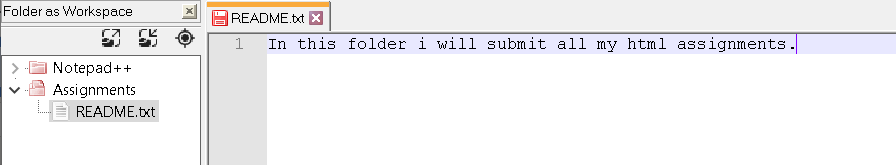 Folder as Workspace
README.txt
1 In this folder i will submit all my html assignments.
Notepad++
Assignments
README.txt